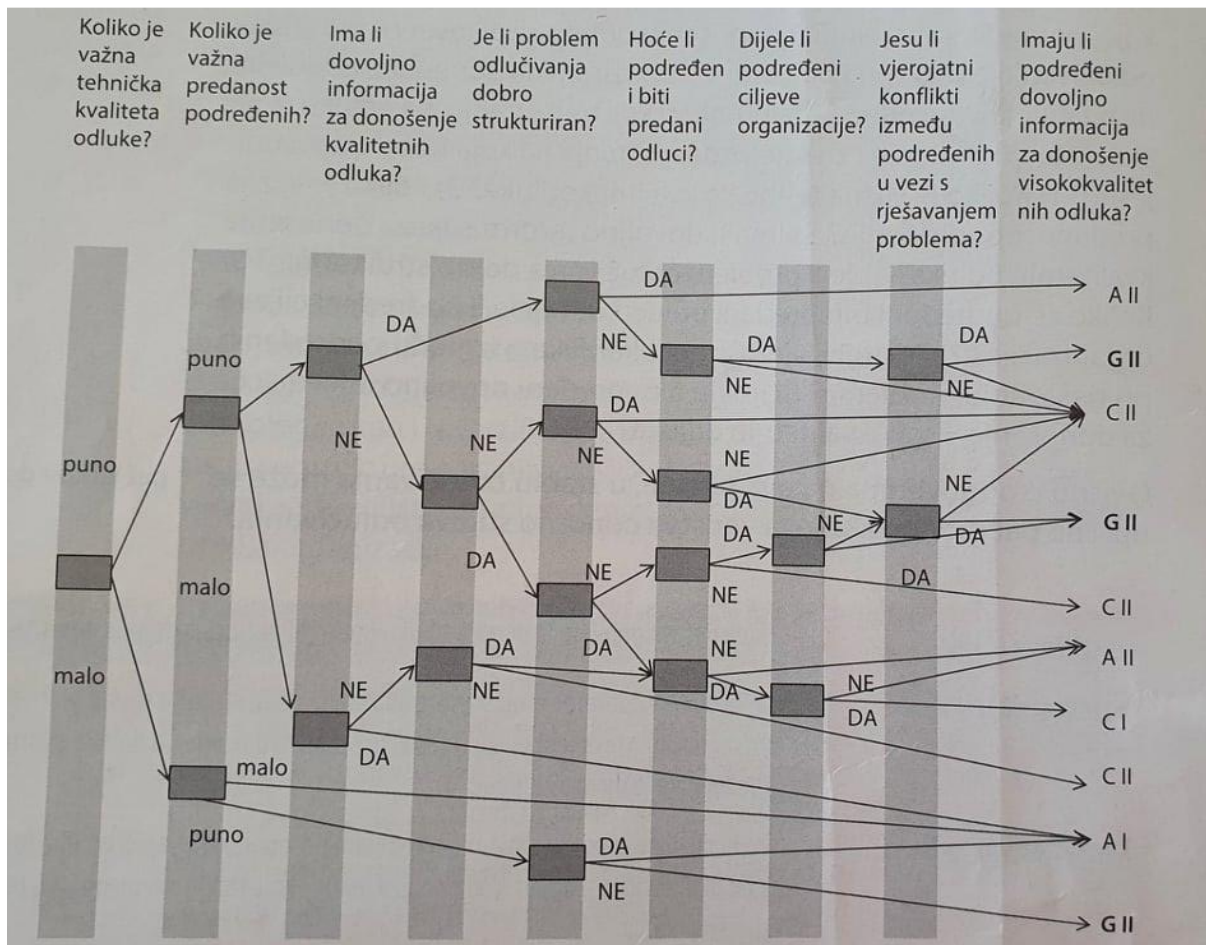 Koliko je
važna
tehnička
kvaliteta
odluke?
Koliko je
važna
predanost
podređenih?
Ima li
dovoljno
informacija
za donošenje
kvalitetnih
odluka?
Je li problem
odlučivanja
dobro
strukturiran?
Hoće li
podređen
i biti
predani
odluci?
Dijele li
podređeni
ciljeve
organizacije?
Jesu li
vjerojatni
konflikti
između
podređenih
u vezi s
rješavanjem
problema?
Imaju li
podređeni
dovoljno
informacija
za donošenje
visokokvalitet
nih odluka?
DA
A II
DA
NE
DA
DA
G II
puno
NE
NE
DA
C II
NE
NE
NE
puno
NE
NE
DA
NE
DA
NE
G II
DA
DA
NE
DA
malo
NE
C II
DA
NE
A II
malo
DA
NE
NE
NE
DA
DA
C I
DA
malo
C II
puno
DA
A I
NE
G II